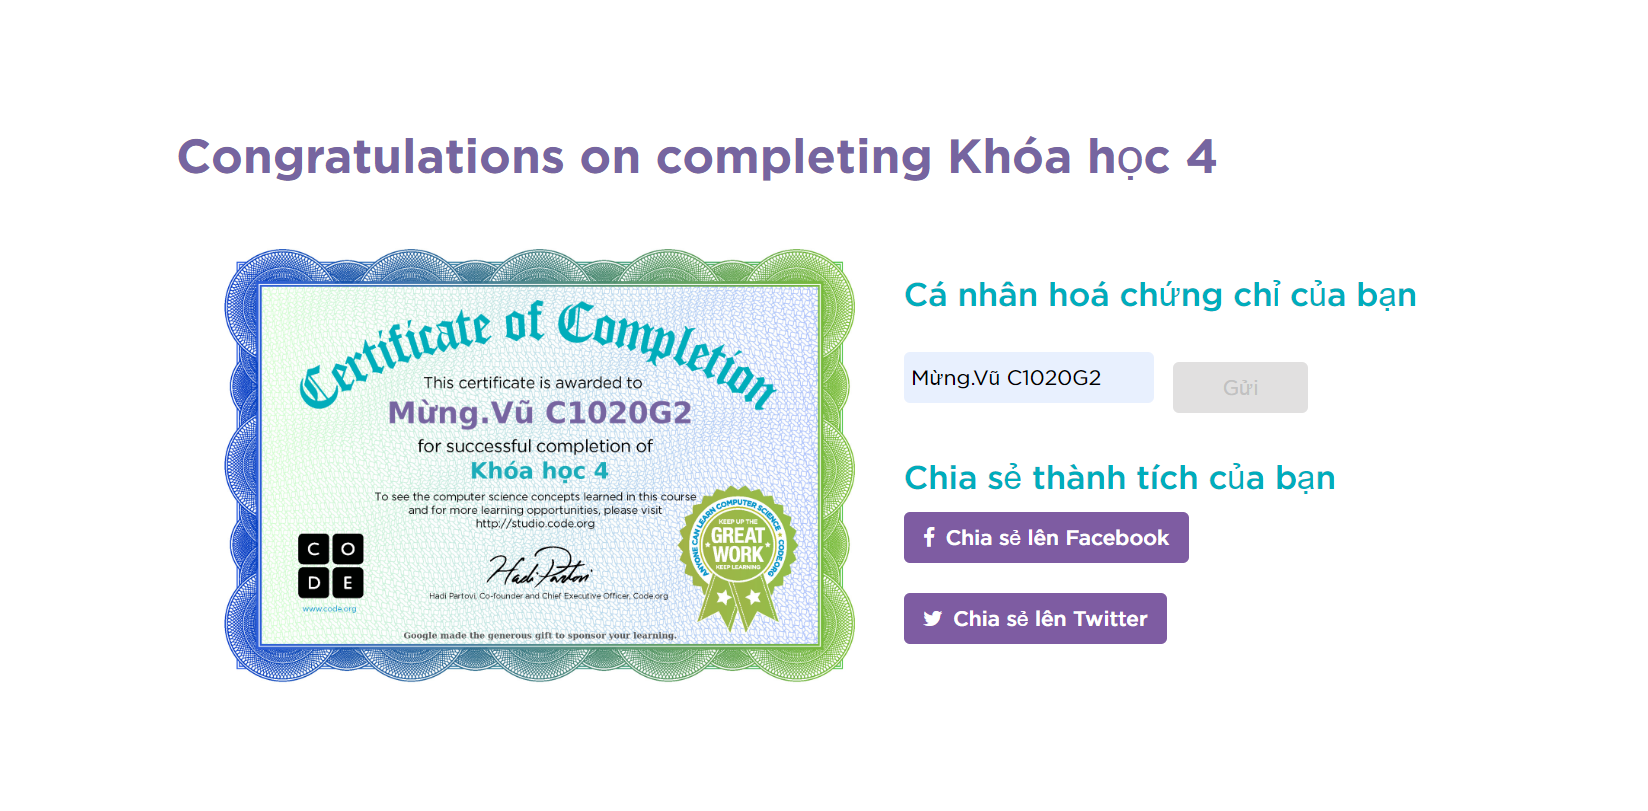 Congratulations on completing Khóa học 4
Certificate of Completion
This certificate is awarded to
Mừng.Vũ C1020G2
for successful completion of
Khóa học 4
To see the computer science concepts learned in this course
and for more learning opportunities, please visit
http://studio.code.org
C O
D E
www.code.org
Hadi Partovi
Hadi Partovi, Co-founder and Chief Executive Officer, Code.org
ANYONE CAN LEARN COMPUTER SCIENCE
CODE.ORG
KEEP UP THE
GREAT
WORK
KEEP LEARNING
Google made the generous gift to sponsor your learning.
Cá nhân hoá chứng chỉ của bạn
Mừng.Vũ C1020G2
Gửi
Chia sẻ thành tích của bạn
Chia sẻ lên Facebook
Chia sẻ lên Twitter